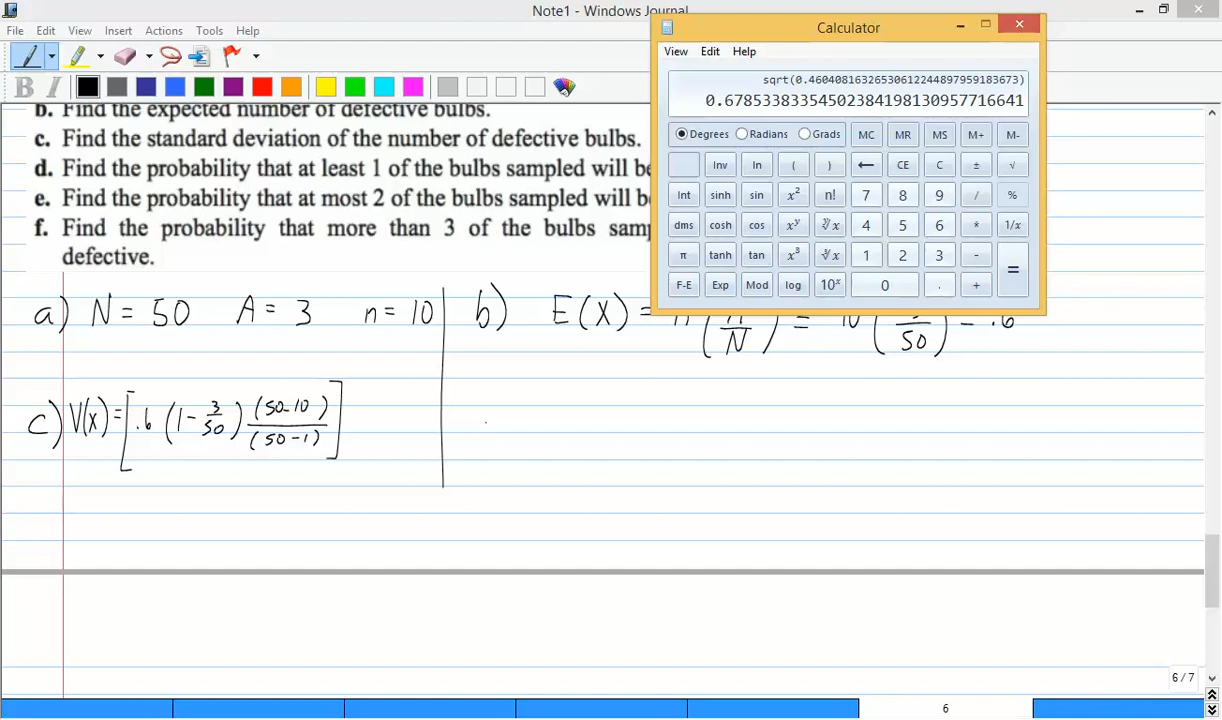 Note1 - Windows Journal
File Edit View Insert Actions Tools Help
B I
b. Find the expected number of defective bulbs.
c. Find the standard deviation of the number of defective bulbs.
d. Find the probability that at least 1 of the bulbs sampled will be
e. Find the probability that at most 2 of the bulbs sampled will be
f. Find the probability that more than 3 of the bulbs samp
defective.
a) N = 50 A = 3 n = 10
b) E(X) = n(A/N) = 10(3/50) = .6
c) V(x) = [.6 (1 - 3/50) (50-10)/(50-1)]
Calculator
View Edit Help
sqrt(0.46040816326530612244897959183673)
0.67853383354502384198130957716641
Degrees Radians Grads MC MR MS M+ M-
Inv ln ( ) ← CE C ± √
Int sinh sin x² n! 7 8 9 / %
dms cosh cos xʸ ʸ√x 4 5 6 * 1/x
π tanh tan x³ ³√x 1 2 3 - =
F-E Exp Mod log 10ˣ 0 . +
6 / 7
6